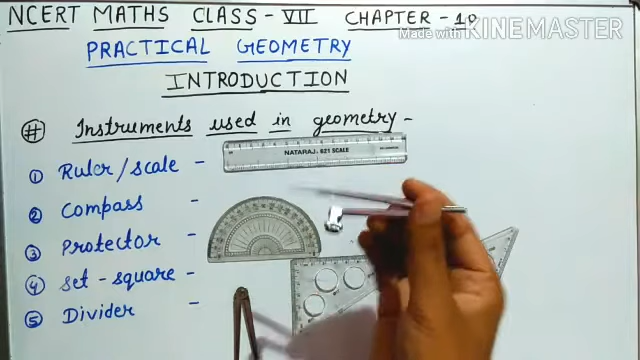 NCERT MATHS CLASS - VII CHAPTER - 10
Made with KINEMASTER
PRACTICAL GEOMETRY
INTRODUCTION
# Instruments used in geometry -
① Ruler/scale -
NATARAJ 621 SCALE
② Compass -
③ Protector -
④ Set-square -
⑤ Divider -